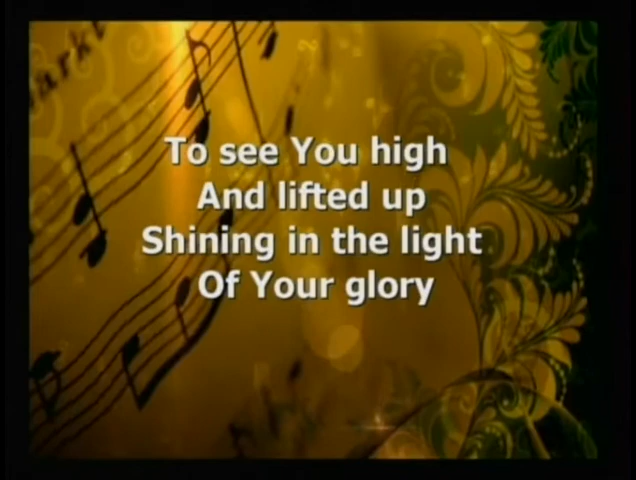 To see You high
And lifted up
Shining in the light
Of Your glory